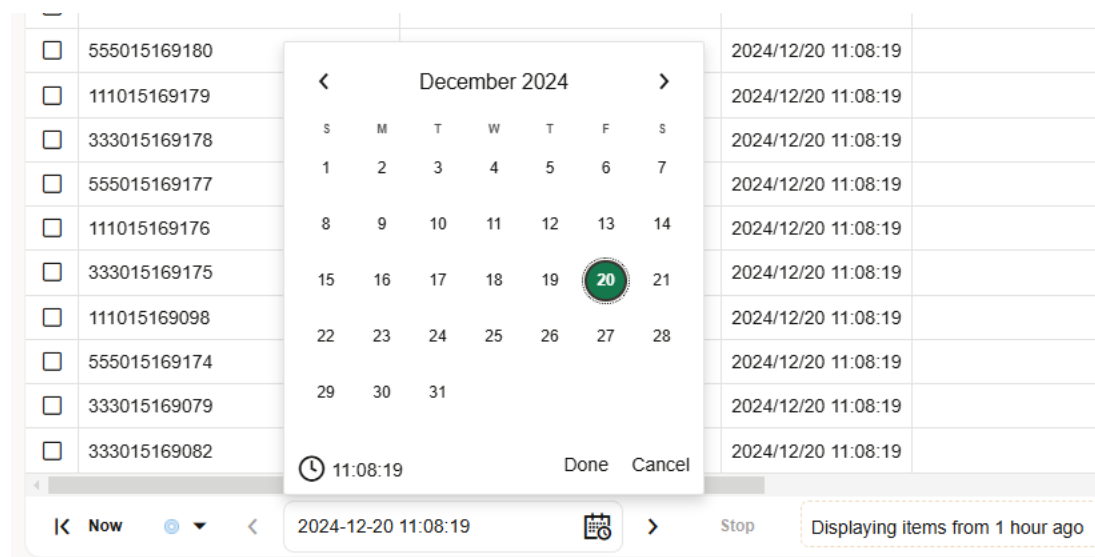 555015169180 2024/12/20 11:08:19
111015169179 2024/12/20 11:08:19
333015169178 2024/12/20 11:08:19
555015169177 2024/12/20 11:08:19
111015169176 2024/12/20 11:08:19
333015169175 2024/12/20 11:08:19
111015169098 2024/12/20 11:08:19
555015169174 2024/12/20 11:08:19
333015169079 2024/12/20 11:08:19
333015169082 2024/12/20 11:08:19
December 2024
S M T W T F S
1 2 3 4 5 6 7
8 9 10 11 12 13 14
15 16 17 18 19 20 21
22 23 24 25 26 27 28
29 30 31
11:08:19 Done Cancel
Now 2024-12-20 11:08:19 Stop Displaying items from 1 hour ago